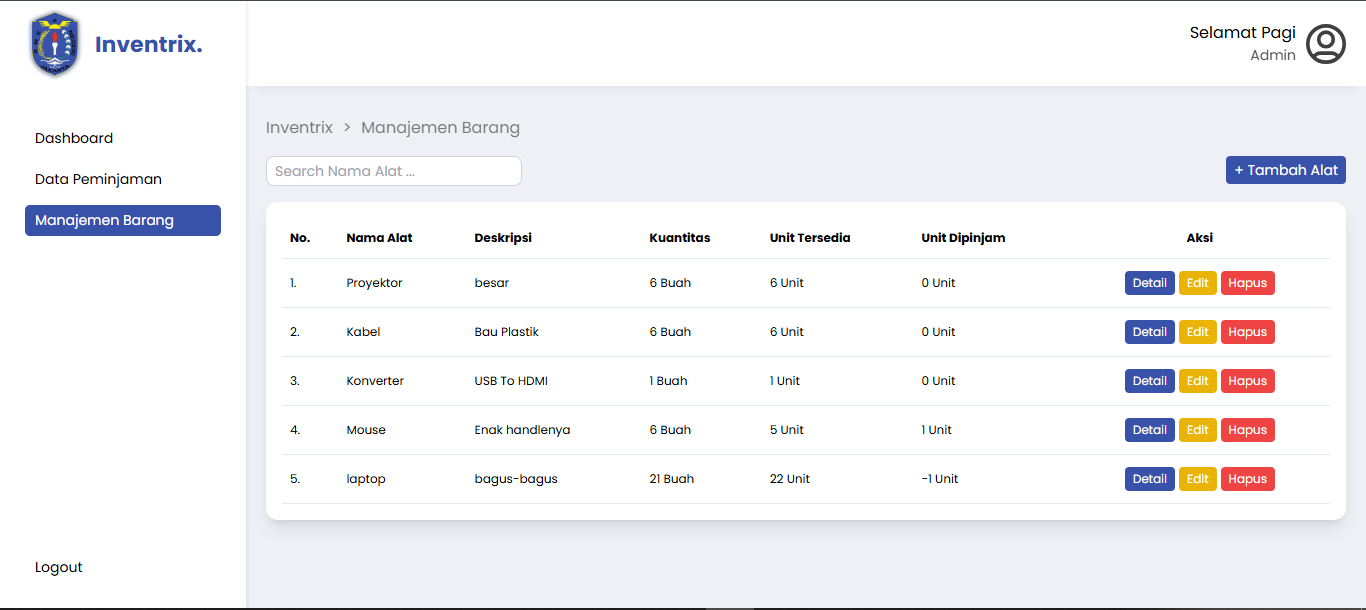 Inventrix.
Selamat Pagi
Admin
Dashboard
Data Peminjaman
Manajemen Barang
Logout
Inventrix > Manajemen Barang
Search Nama Alat ...
+ Tambah Alat
No. Nama Alat Deskripsi Kuantitas Unit Tersedia Unit Dipinjam Aksi
1. Proyektor besar 6 Buah 6 Unit 0 Unit Detail Edit Hapus
2. Kabel Bau Plastik 6 Buah 6 Unit 0 Unit Detail Edit Hapus
3. Konverter USB To HDMI 1 Buah 1 Unit 0 Unit Detail Edit Hapus
4. Mouse Enak handlenya 6 Buah 5 Unit 1 Unit Detail Edit Hapus
5. laptop bagus-bagus 21 Buah 22 Unit -1 Unit Detail Edit Hapus